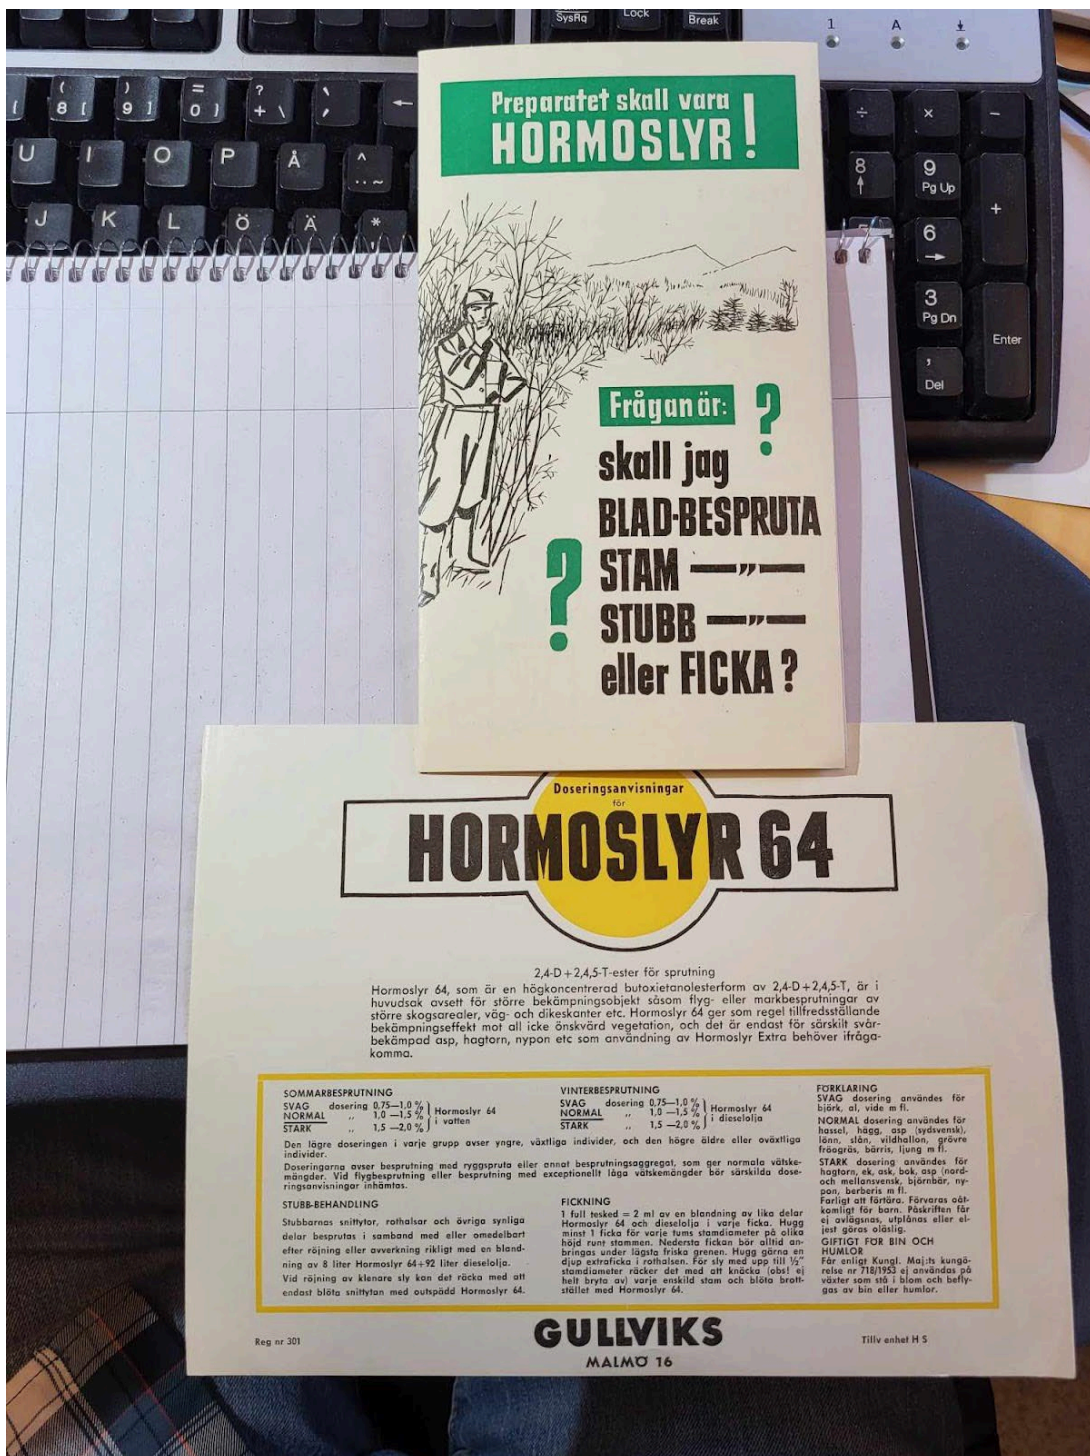 SysRq
Lock
Break
1 A
( ) = ?
8 [ 9 ] 0 } + \
U I O P Å ^
¨ ~
J K L Ö Ä *
÷ × −
8 9 Pg Up
+
6
3 Pg Dn
Enter
, Del
Preparatet skall vara
HORMOSLYR!
Frågan är: ?
skall jag
BLAD-BESPRUTA
? STAM —„—
STUBB —„—
eller FICKA?
Doseringsanvisningar
för
HORMOSLYR 64
2,4-D + 2,4,5-T-ester för sprutning
Hormoslyr 64, som är en högkoncentrerad butoxietanolesterform av 2,4-D+2,4,5-T, är i
huvudsak avsett för större bekämpningsobjekt såsom flyg- eller markbesprutningar av
större skogsarealer, väg- och dikeskanter etc. Hormoslyr 64 ger som regel tillfredsställande
bekämpningseffekt mot all icke önskvärd vegetation, och det är endast för särskilt svår-
bekämpad asp, hagtorn, nypon etc som användning av Hormoslyr Extra behöver ifråga-
komma.
SOMMARBESPRUTNING
SVAG dosering 0,75—1,0 %
NORMAL „ 1,0 —1,5 % Hormoslyr 64
STARK „ 1,5 —2,0 % i vatten
VINTERBESPRUTNING
SVAG dosering 0,75—1,0 %
NORMAL „ 1,0 —1,5 % Hormoslyr 64
STARK „ 1,5 —2,0 % i dieselolja
Den lägre doseringen i varje grupp avser yngre, växtliga individer, och den högre äldre eller oväxtliga
individer.
Doseringarna avser besprutning med ryggspruta eller annat besprutningsaggregat, som ger normala vätske-
mängder. Vid flygbesprutning eller besprutning med exceptionellt låga vätskemängder bör särskilda dose-
ringsanvisningar inhämtas.
STUBB-BEHANDLING
Stubbarnas snittytor, rothalsar och övriga synliga
delar besprutas i samband med eller omedelbart
efter röjning eller avverkning rikligt med en bland-
ning av 8 liter Hormoslyr 64+92 liter dieselolja.
Vid röjning av klenare sly kan det räcka med att
endast blöta snittytan med outspädd Hormoslyr 64.
FICKNING
1 full tesked = 2 ml av en blandning av lika delar
Hormoslyr 64 och dieselolja i varje ficka. Hugg
minst 1 ficka för varje tums stamdiameter på olika
höjd runt stammen. Nedersta fickan bör alltid an-
bringas under lägsta friska grenen. Hugg gärna en
djup extraficka i rothalsen. För sly med upp till ½″
stamdiameter räcker det med att knäcka (obs! ej
helt bryta av) varje enskild stam och blöta brott-
stället med Hormoslyr 64.
FÖRKLARING
SVAG dosering användes för
björk, al, vide m fl.
NORMAL dosering användes för
hassel, hägg, asp (sydsvensk),
lönn, slån, vildhallon, grövre
fröogräs, bärris, ljung m fl.
STARK dosering användes för
hagtorn, ek, ask, bok, asp (nord-
och mellansvensk, björnbär, ny-
pon, berberis m fl.
Farligt att förtära. Förvaras oåt-
komligt för barn. Påskriften får
ej avlägsnas, utplånas eller el-
jest göras oläslig.
GIFTIGT FÖR BIN OCH
HUMLOR
Får enligt Kungl. Maj:ts kungö-
relse nr 718/1953 ej användas på
växter som stå i blom och befly-
gas av bin eller humlor.
Reg nr 301
GULLVIKS
MALMÖ 16
Tillv enhet H S